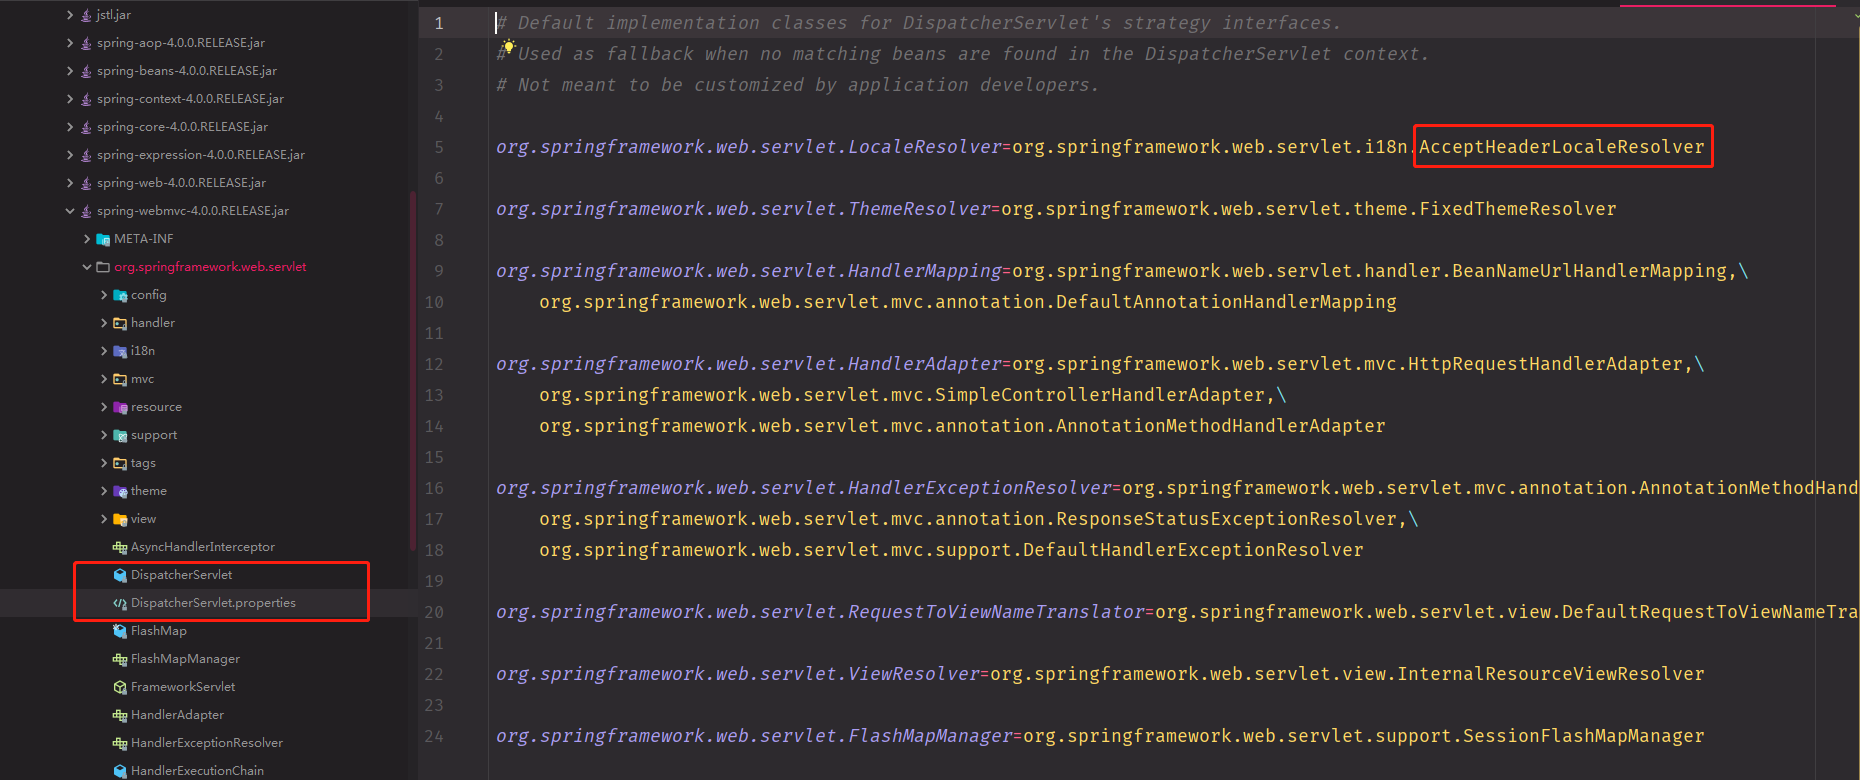 jstl.jar
spring-aop-4.0.0.RELEASE.jar
spring-beans-4.0.0.RELEASE.jar
spring-context-4.0.0.RELEASE.jar
spring-core-4.0.0.RELEASE.jar
spring-expression-4.0.0.RELEASE.jar
spring-web-4.0.0.RELEASE.jar
spring-webmvc-4.0.0.RELEASE.jar
META-INF
org.springframework.web.servlet
config
handler
i18n
mvc
resource
support
tags
theme
view
AsyncHandlerInterceptor
DispatcherServlet
DispatcherServlet.properties
FlashMap
FlashMapManager
FrameworkServlet
HandlerAdapter
HandlerExceptionResolver
HandlerExecutionChain
1 # Default implementation classes for DispatcherServlet's strategy interfaces.
2 # Used as fallback when no matching beans are found in the DispatcherServlet context.
3 # Not meant to be customized by application developers.
4
5 org.springframework.web.servlet.LocaleResolver=org.springframework.web.servlet.i18n.AcceptHeaderLocaleResolver
6
7 org.springframework.web.servlet.ThemeResolver=org.springframework.web.servlet.theme.FixedThemeResolver
8
9 org.springframework.web.servlet.HandlerMapping=org.springframework.web.servlet.handler.BeanNameUrlHandlerMapping,\
10 org.springframework.web.servlet.mvc.annotation.DefaultAnnotationHandlerMapping
11
12 org.springframework.web.servlet.HandlerAdapter=org.springframework.web.servlet.mvc.HttpRequestHandlerAdapter,\
13 org.springframework.web.servlet.mvc.SimpleControllerHandlerAdapter,\
14 org.springframework.web.servlet.mvc.annotation.AnnotationMethodHandlerAdapter
15
16 org.springframework.web.servlet.HandlerExceptionResolver=org.springframework.web.servlet.mvc.annotation.AnnotationMethodHand
17 org.springframework.web.servlet.mvc.annotation.ResponseStatusExceptionResolver,\
18 org.springframework.web.servlet.mvc.support.DefaultHandlerExceptionResolver
19
20 org.springframework.web.servlet.RequestToViewNameTranslator=org.springframework.web.servlet.view.DefaultRequestToViewNameTra
21
22 org.springframework.web.servlet.ViewResolver=org.springframework.web.servlet.view.InternalResourceViewResolver
23
24 org.springframework.web.servlet.FlashMapManager=org.springframework.web.servlet.support.SessionFlashMapManager